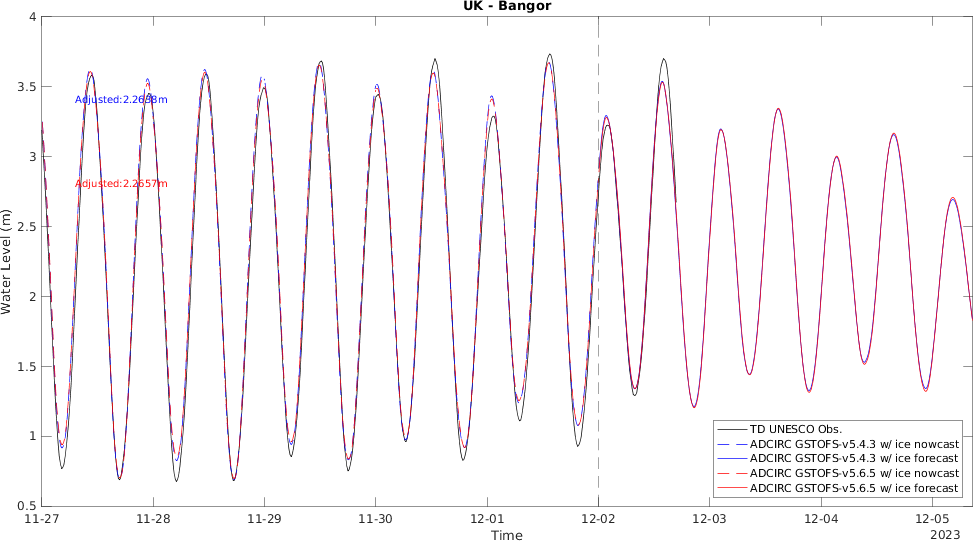 UK - Bangor
4
3.5
3
2.5
2
1.5
1
0.5
Water Level (m)
Adjusted:2.2638m
Adjusted:2.2657m
TD UNESCO Obs.
ADCIRC GSTOFS-v5.4.3 w/ ice nowcast
ADCIRC GSTOFS-v5.4.3 w/ ice forecast
ADCIRC GSTOFS-v5.6.5 w/ ice nowcast
ADCIRC GSTOFS-v5.6.5 w/ ice forecast
11-27 11-28 11-29 11-30 12-01 12-02 12-03 12-04 12-05
Time
2023